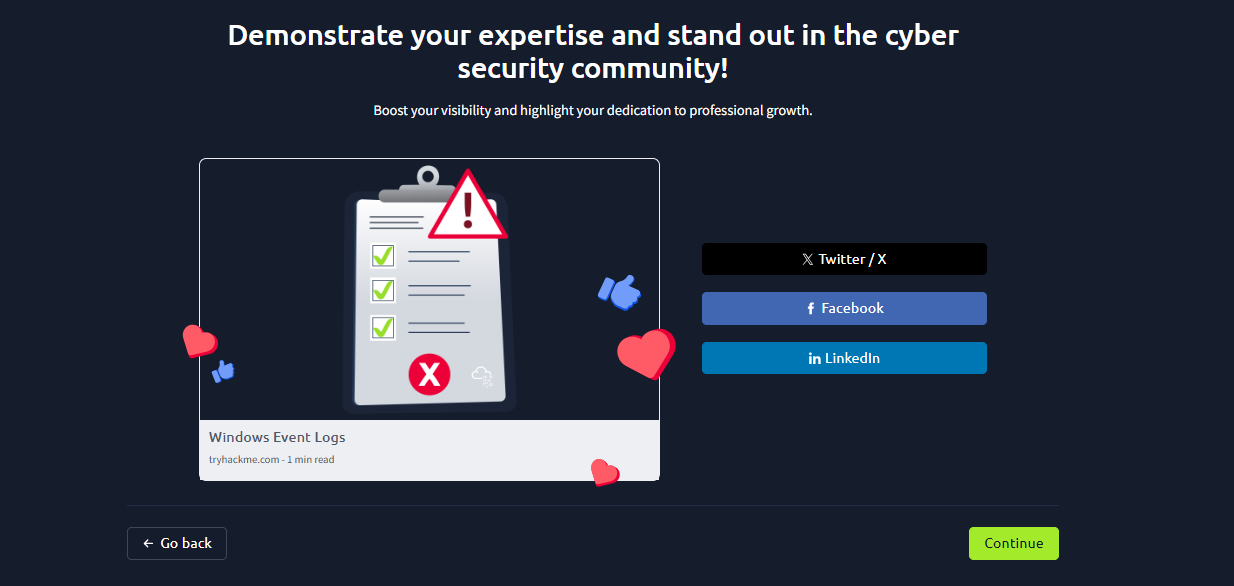 Demonstrate your expertise and stand out in the cyber
security community!
Boost your visibility and highlight your dedication to professional growth.
𝕏 Twitter / X
f Facebook
in LinkedIn
X
Windows Event Logs
tryhackme.com - 1 min read
← Go back
Continue